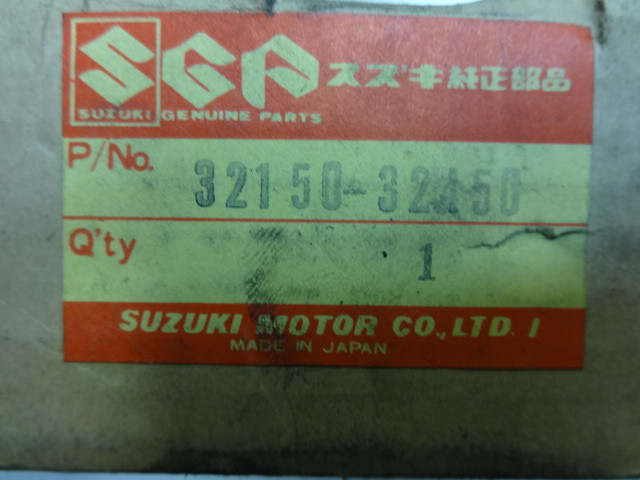 SGP スズキ純正部品
SUZUKI GENUINE PARTS
P/No. 32150-32450
Q'ty 1
SUZUKI MOTOR CO., LTD. 1
MADE IN JAPAN